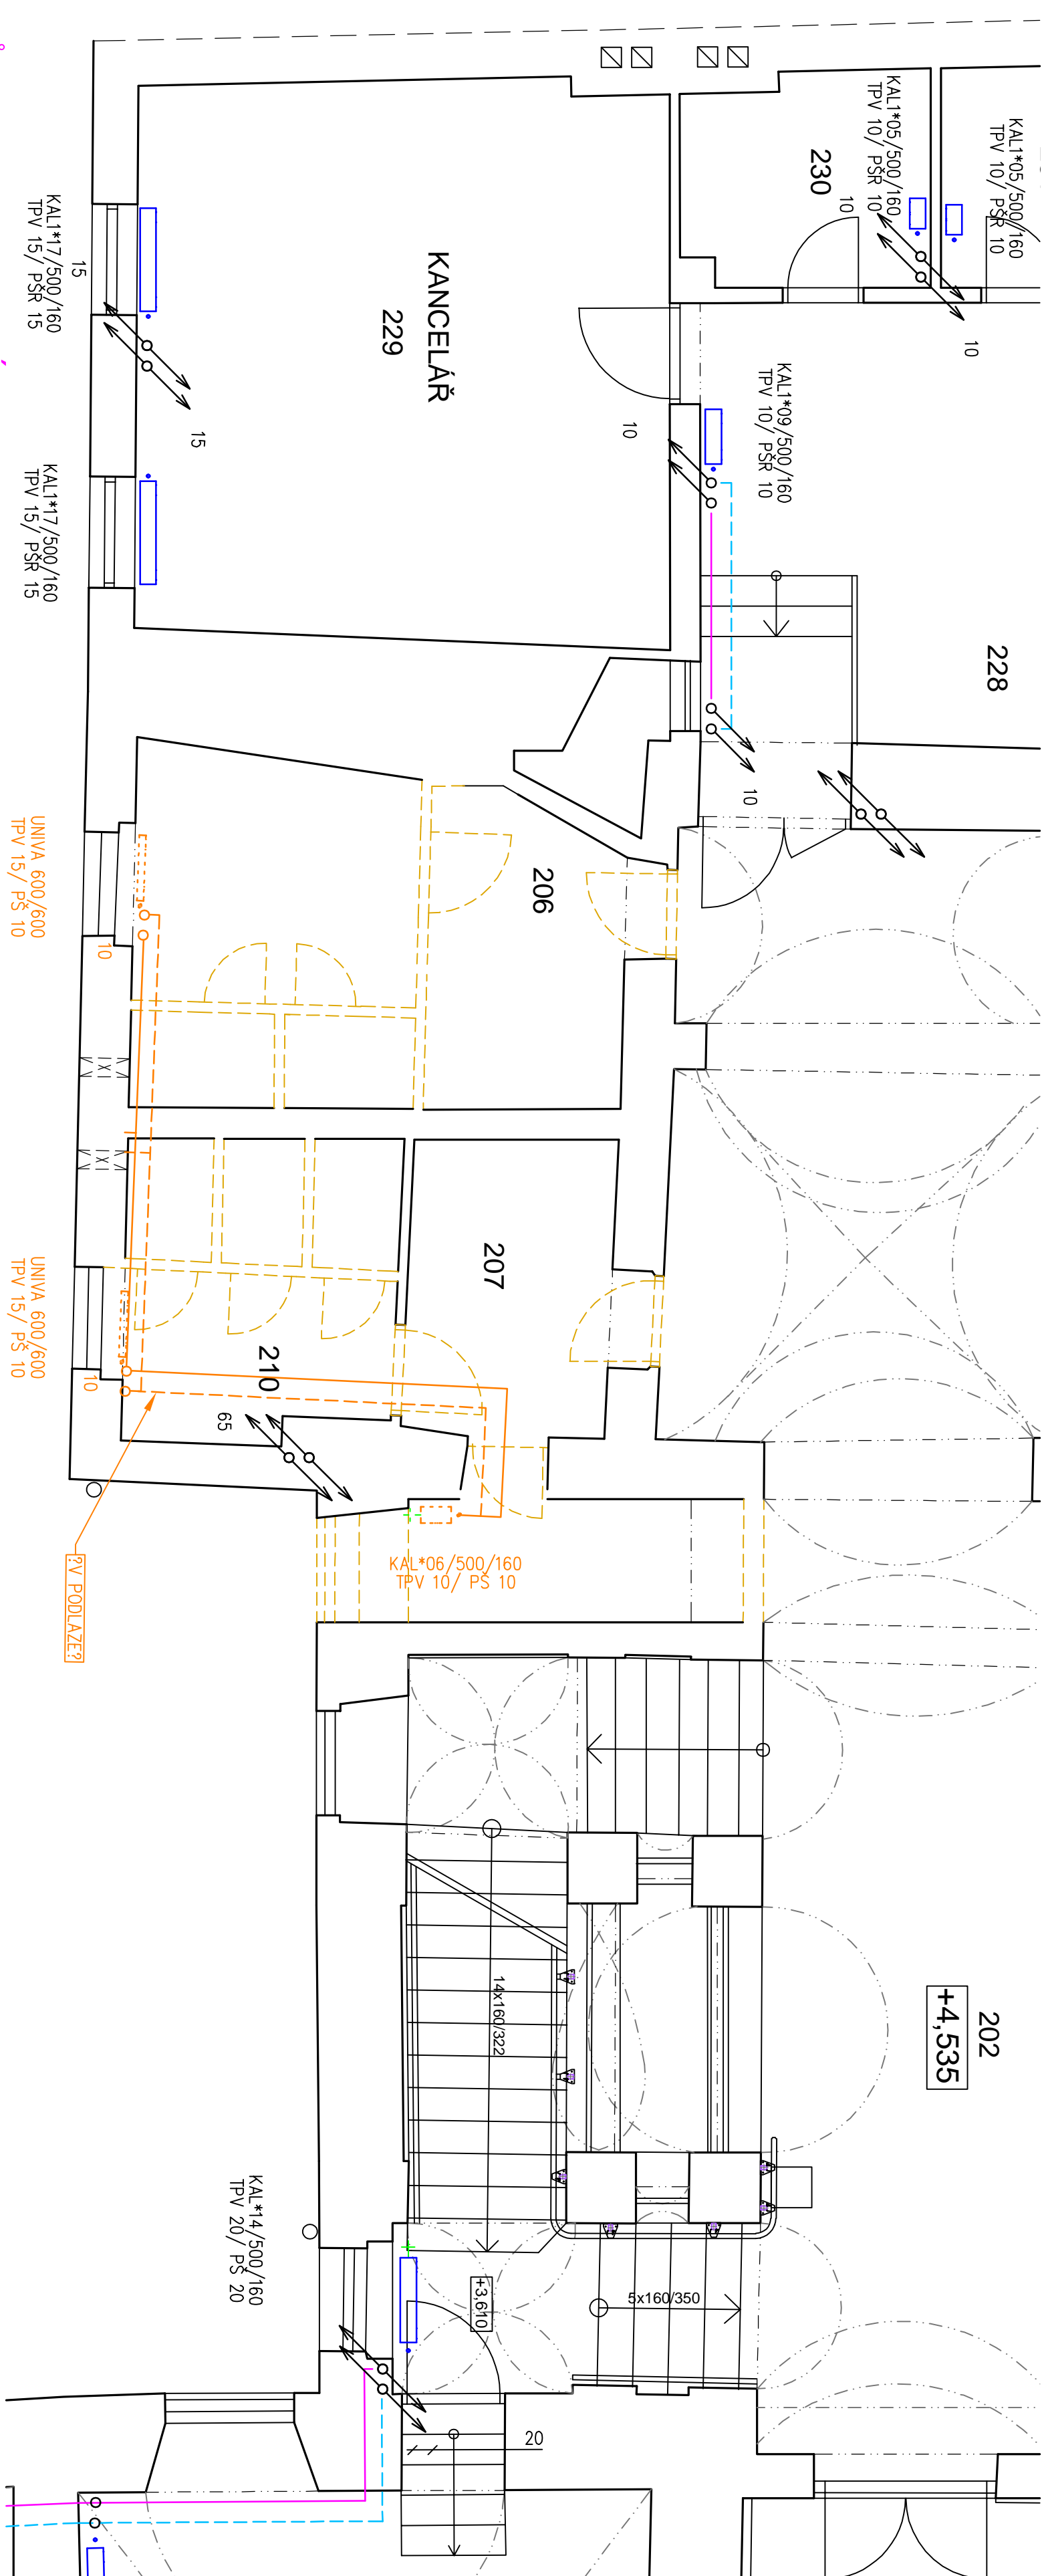 KAL1*05/500/160
TPV 10/ PŠR 10
KAL1*05/500/160
TPV 10/ PŠR 10
230
10
10
KANCELÁŘ
229
KAL1*17/500/160
TPV 15/ PŠR 15
15
15
KAL1*17/500/160
TPV 15/ PŠR 15
KAL1*09/500/160
TPV 10/ PŠR 10
10
228
10
206
UNIVA 600/600
TPV 15/ PŠ 10
10
207
210
UNIVA 600/600
TPV 15/ PŠ 10
10
65
?V PODLAZE?
KAL*06/500/160
TPV 10/ PŠ 10
202
+4,535
14x160/322
KAL*14/500/160
TPV 20/ PŠ 20
+3,610
5x160/350
20